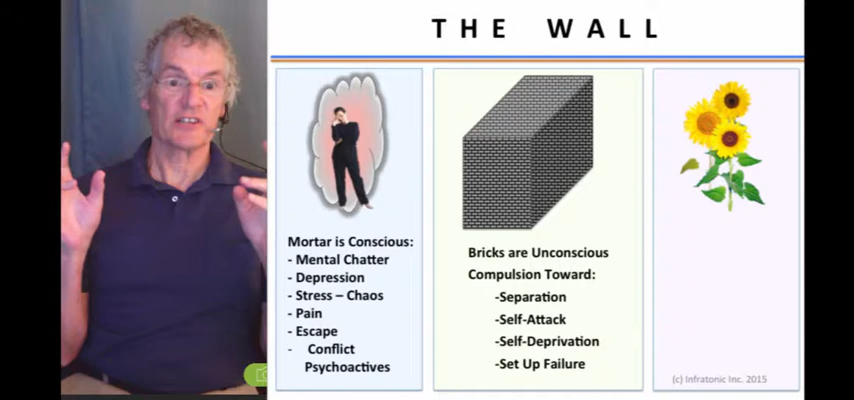 THE WALL
Mortar is Conscious:
- Mental Chatter
- Depression
- Stress – Chaos
- Pain
- Escape
- Conflict
Psychoactives
Bricks are Unconscious
Compulsion Toward:
-Separation
-Self-Attack
-Self-Deprivation
-Set Up Failure
(c) Infratonic Inc. 2015